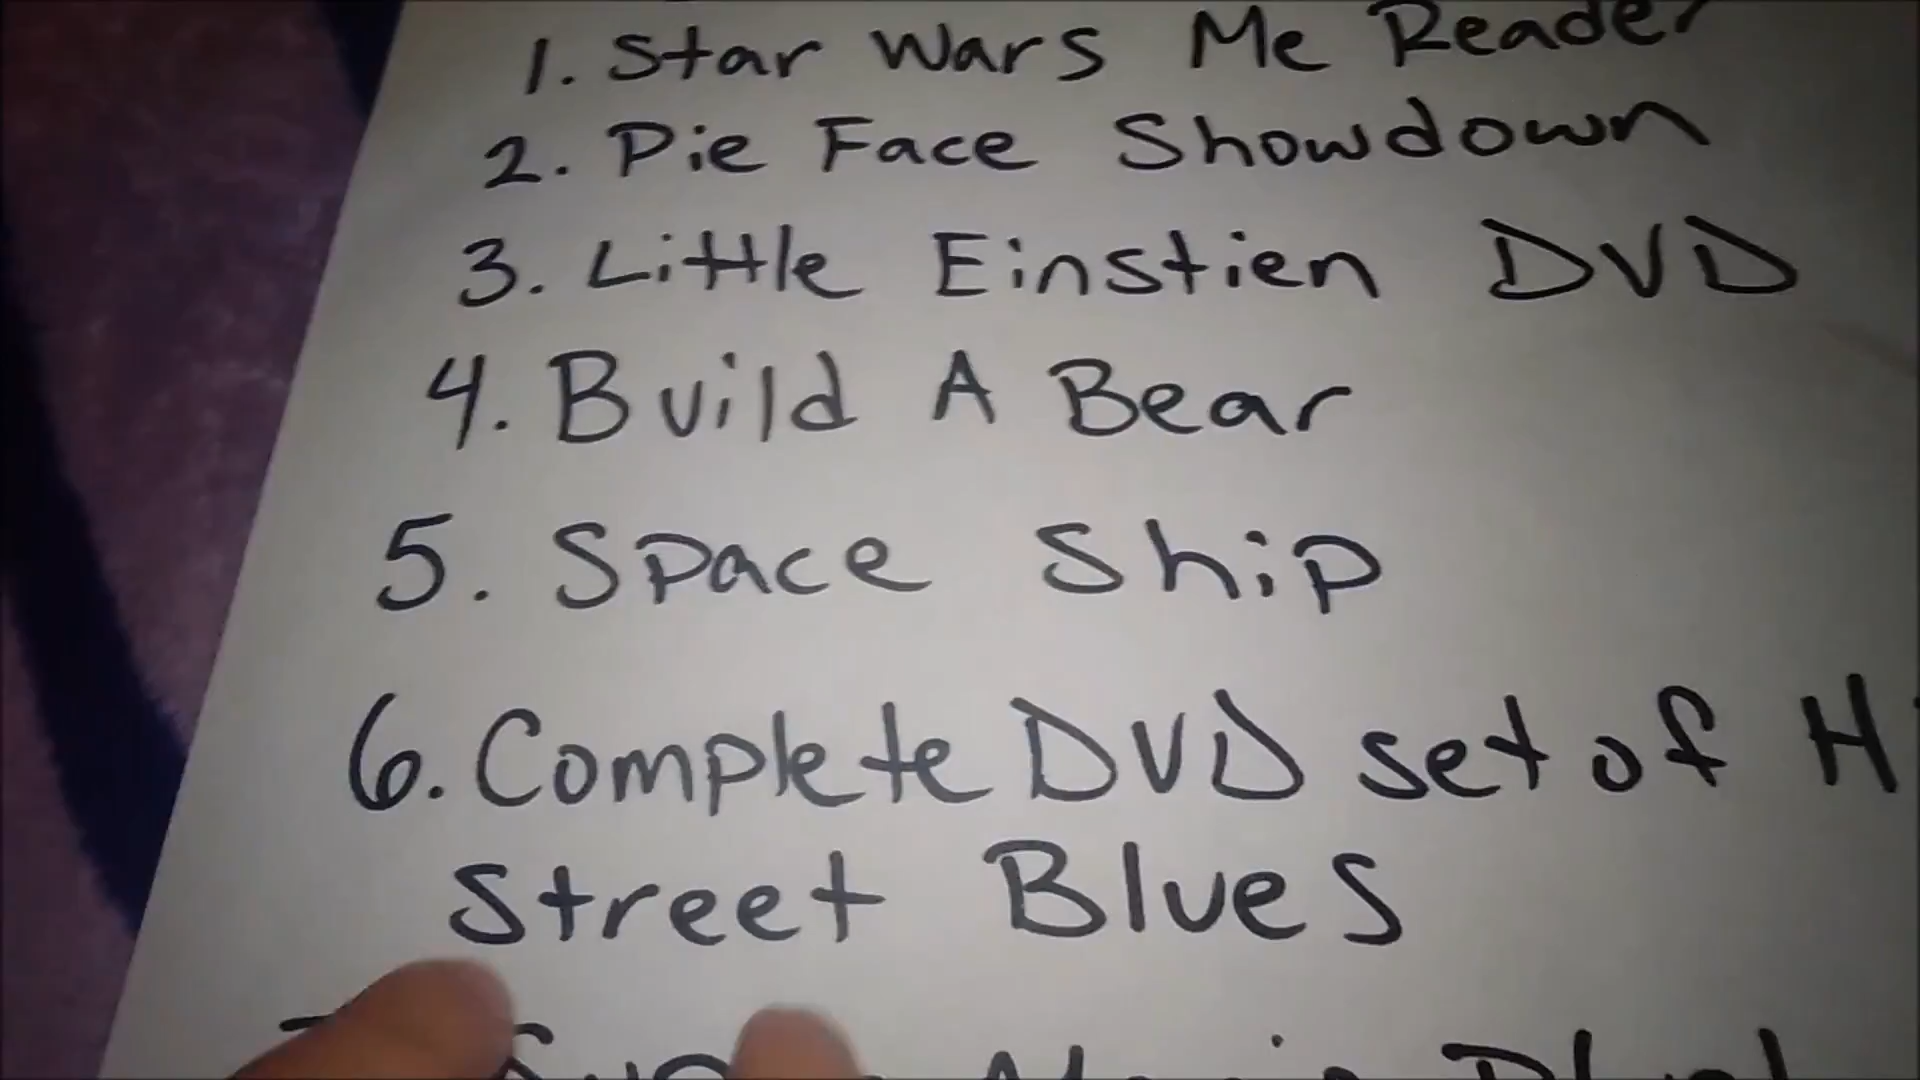 1. Star Wars Me Reader
2. Pie Face Showdown
3. Little Einstien DVD
4. Build A Bear
5. Space Ship
6. Complete DVD set of
Street Blues